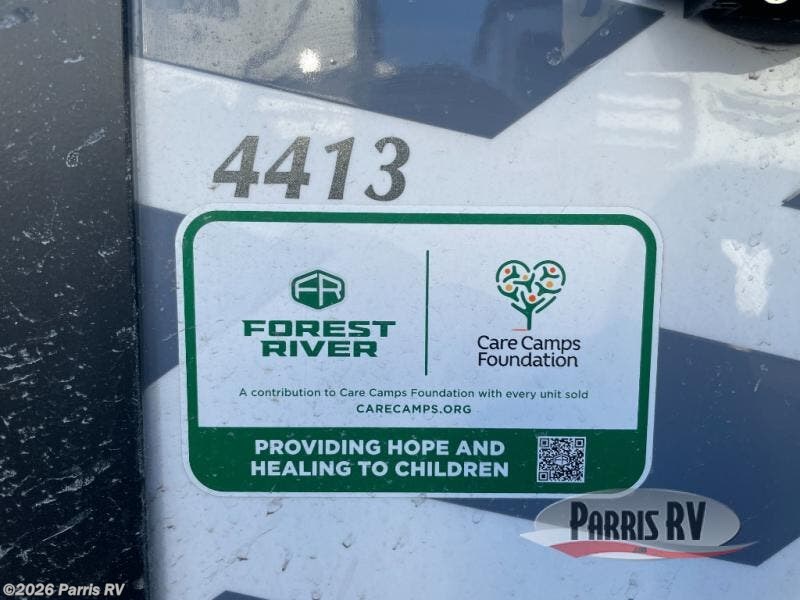 4413
FR
FOREST
RIVER
Care Camps
Foundation
A contribution to Care Camps Foundation with every unit sold
CARECAMPS.ORG
PROVIDING HOPE AND
HEALING TO CHILDREN
PARRIS RV
©2026 Parris RV